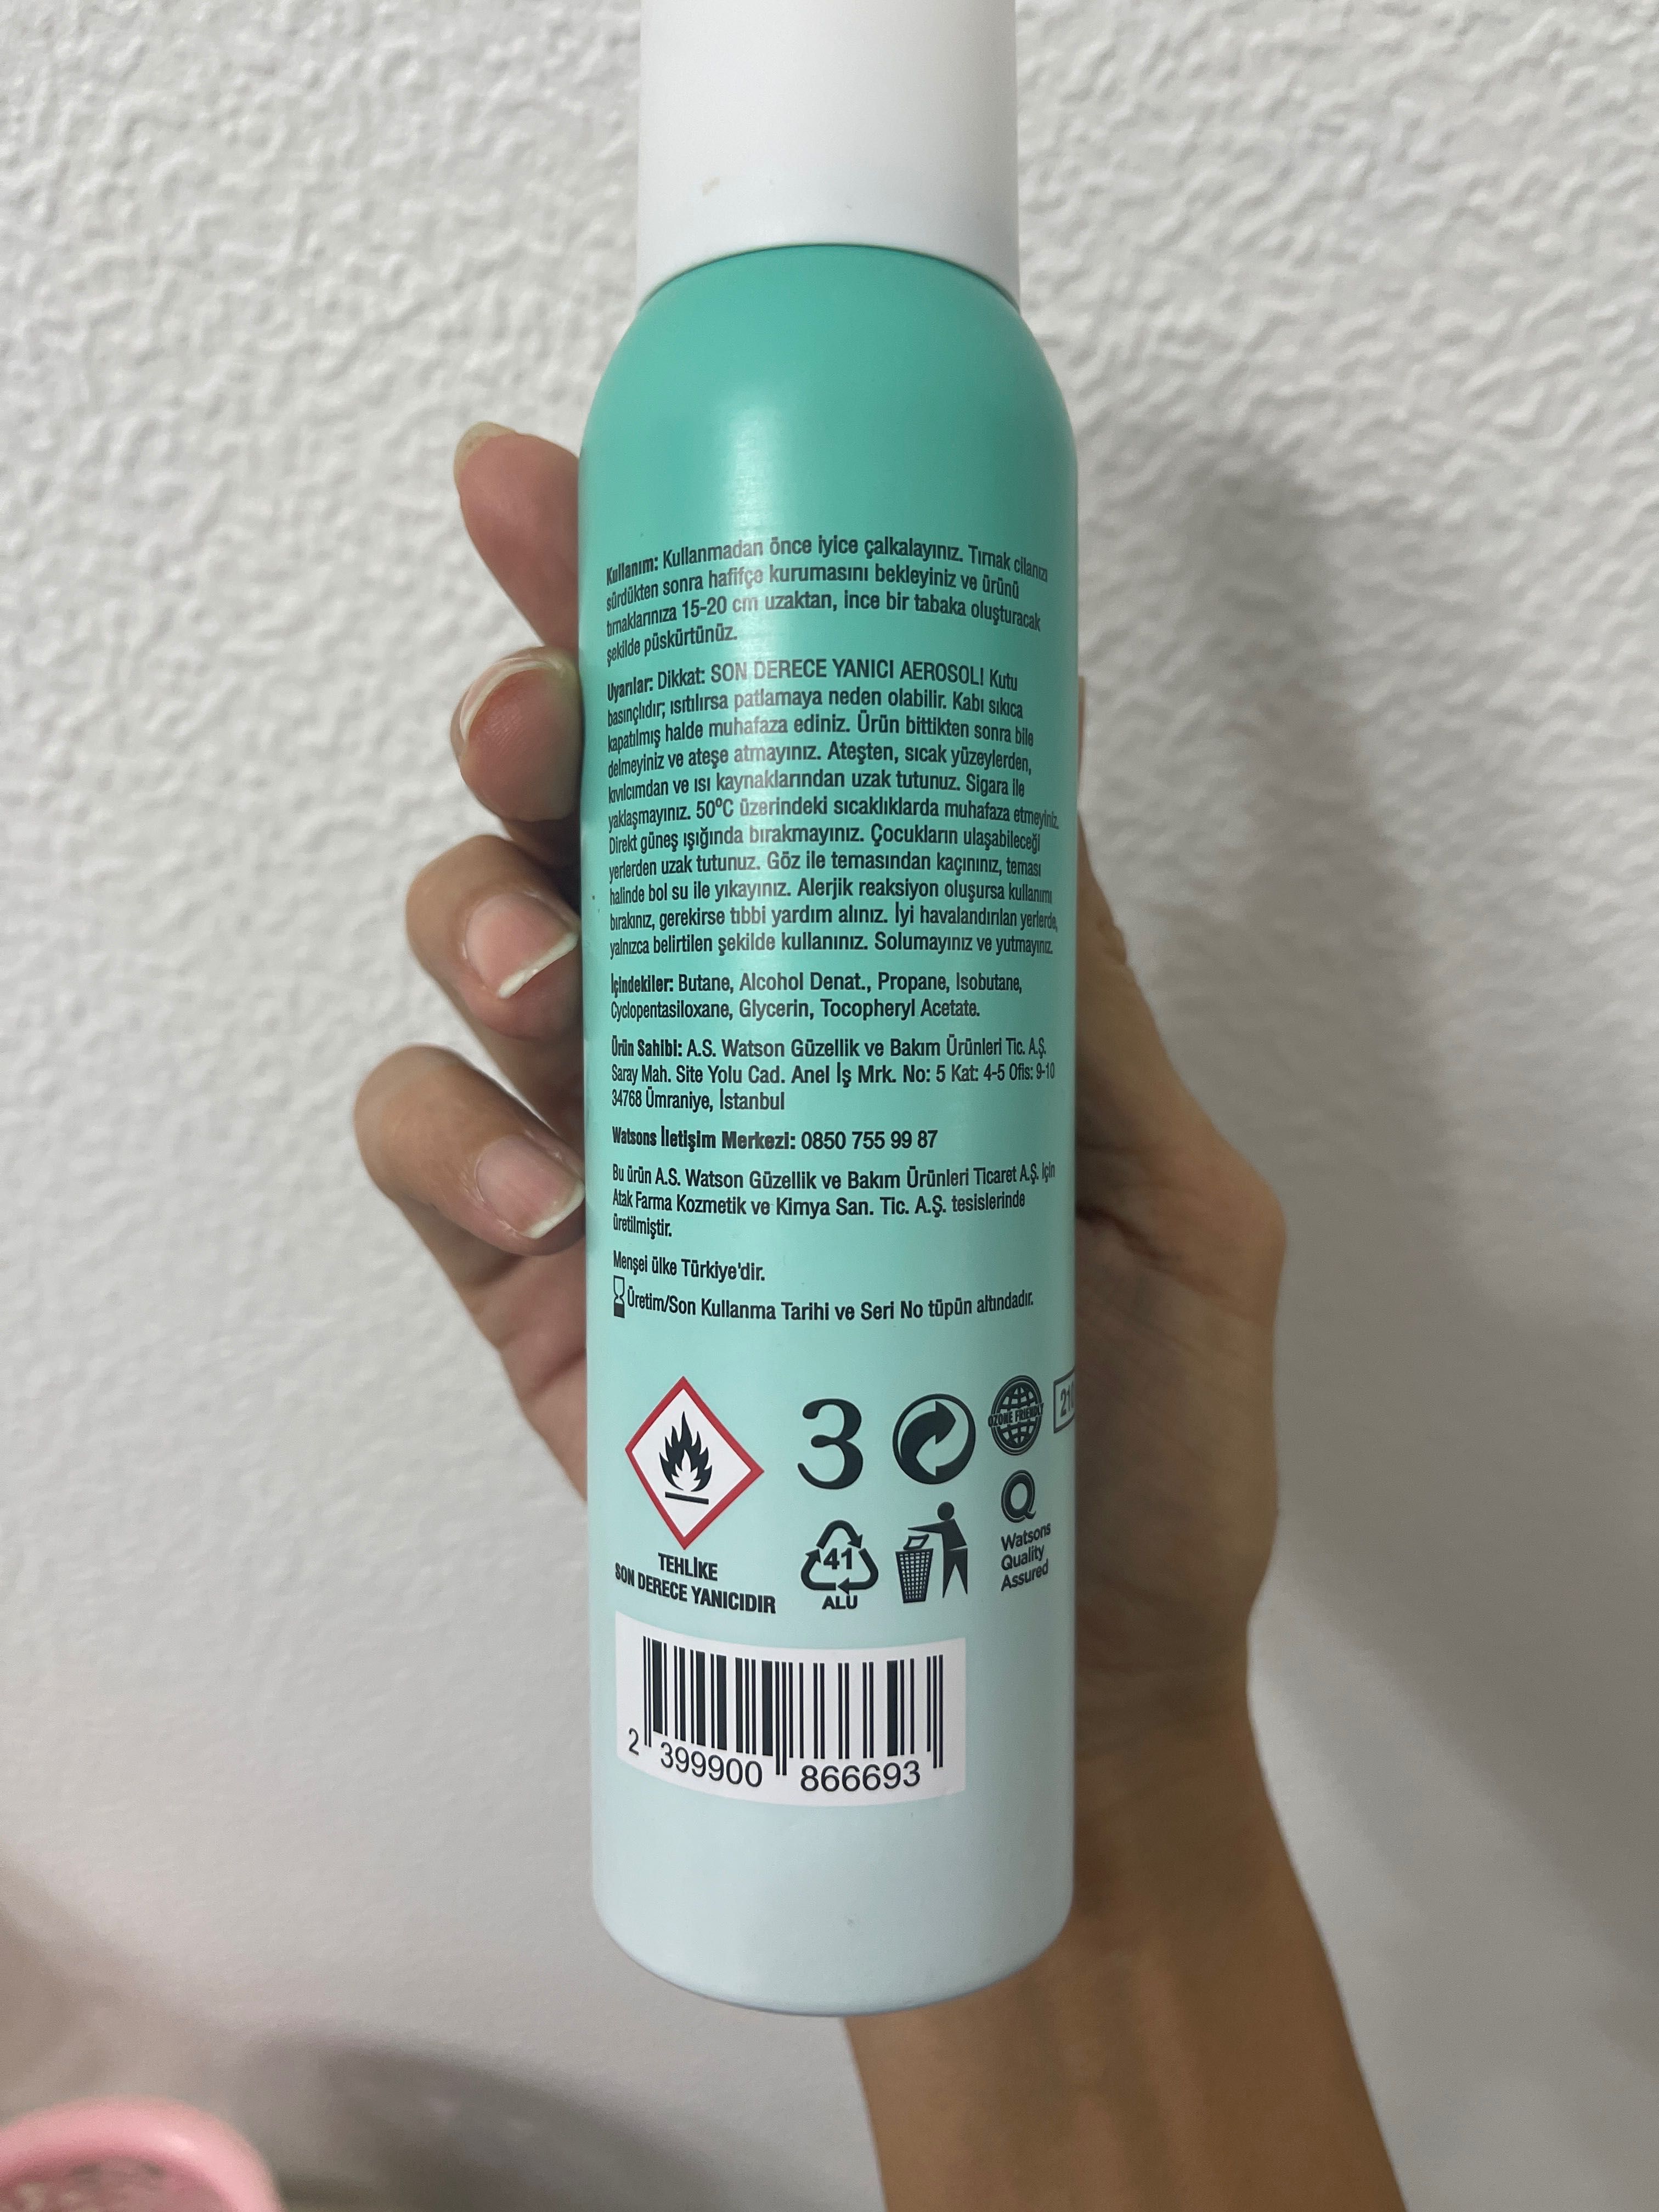 Kullanım: Kullanmadan önce iyice çalkalayınız. Tırnak cilanızı
sürdükten sonra hafifçe kurumasını bekleyiniz ve ürünü
tırnaklarınıza 15-20 cm uzaktan, ince bir tabaka oluşturacak
şekilde püskürtünüz.
Uyarılar: Dikkat: SON DERECE YANICI AEROSOL! Kutu
basınçlıdır; ısıtılırsa patlamaya neden olabilir. Kabı sıkıca
kapatılmış halde muhafaza ediniz. Ürün bittikten sonra bile
delmeyiniz ve ateşe atmayınız. Ateşten, sıcak yüzeylerden,
kıvılcımdan ve ısı kaynaklarından uzak tutunuz. Sigara ile
yaklaşmayınız. 50ºC üzerindeki sıcaklıklarda muhafaza etmeyiniz.
Direkt güneş ışığında bırakmayınız. Çocukların ulaşabileceği
yerlerden uzak tutunuz. Göz ile temasından kaçınınız, teması
halinde bol su ile yıkayınız. Alerjik reaksiyon oluşursa kullanımı
bırakınız, gerekirse tıbbi yardım alınız. İyi havalandırılan yerlerde,
yalnızca belirtilen şekilde kullanınız. Solumayınız ve yutmayınız.
İçindekiler: Butane, Alcohol Denat., Propane, Isobutane,
Cyclopentasiloxane, Glycerin, Tocopheryl Acetate.
Ürün Sahibi: A.S. Watson Güzellik ve Bakım Ürünleri Tic. A.Ş.
Saray Mah. Site Yolu Cad. Anel İş Mrk. No: 5 Kat: 4-5 Ofis: 9-10
34768 Ümraniye, İstanbul
Watsons İletişim Merkezi: 0850 755 99 87
Bu ürün A.S. Watson Güzellik ve Bakım Ürünleri Ticaret A.Ş. için
Atak Farma Kozmetik ve Kimya San. Tic. A.Ş. tesislerinde
üretilmiştir.
Menşei ülke Türkiye'dir.
Üretim/Son Kullanma Tarihi ve Seri No tüpün altındadır.
3
OZONE FRIENDLY
41
ALU
Watsons
Quality
Assured
TEHLİKE
SON DERECE YANICIDIR
2 399900 866693